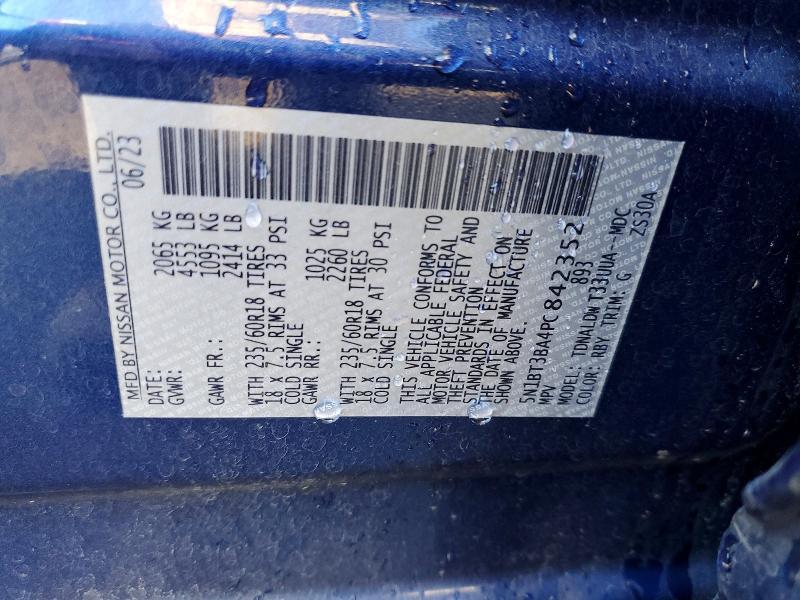 MFD BY NISSAN MOTOR CO., LTD.
DATE: 06/23
GVWR: 2065 KG
4553 LB
GAWR FR.: 1095 KG
2414 LB
WITH 235/60R18 TIRES
18 X 7.5 RIMS AT 33 PSI
COLD SINGLE
GAWR RR.: 1025 KG
2260 LB
WITH 235/60R18 TIRES
18 X 7.5 RIMS AT 30 PSI
COLD SINGLE
THIS VEHICLE CONFORMS TO
ALL APPLICABLE FEDERAL
MOTOR VEHICLE SAFETY AND
THEFT PREVENTION
STANDARDS IN EFFECT ON
THE DATE OF MANUFACTURE
SHOWN ABOVE.
5N1BT3BA4PC842352
MPV 893
MODEL: TDNALDWT33UUA--MDC
COLOR: RBY TRIM: G 2S30A